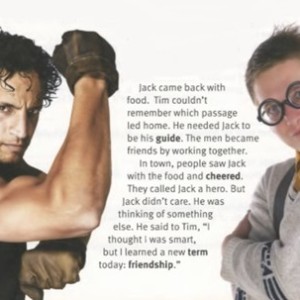 Jack came back with
food. Tim couldn't
remember which passage
led home. He needed Jack to
be his guide. The men became
friends by working together.
In town, people saw Jack
with the food and cheered.
They called Jack a hero. But
Jack didn't care. He was
thinking of something
else. He said to Tim, "I
thought i was smart,
but I learned a new term
today: friendship."